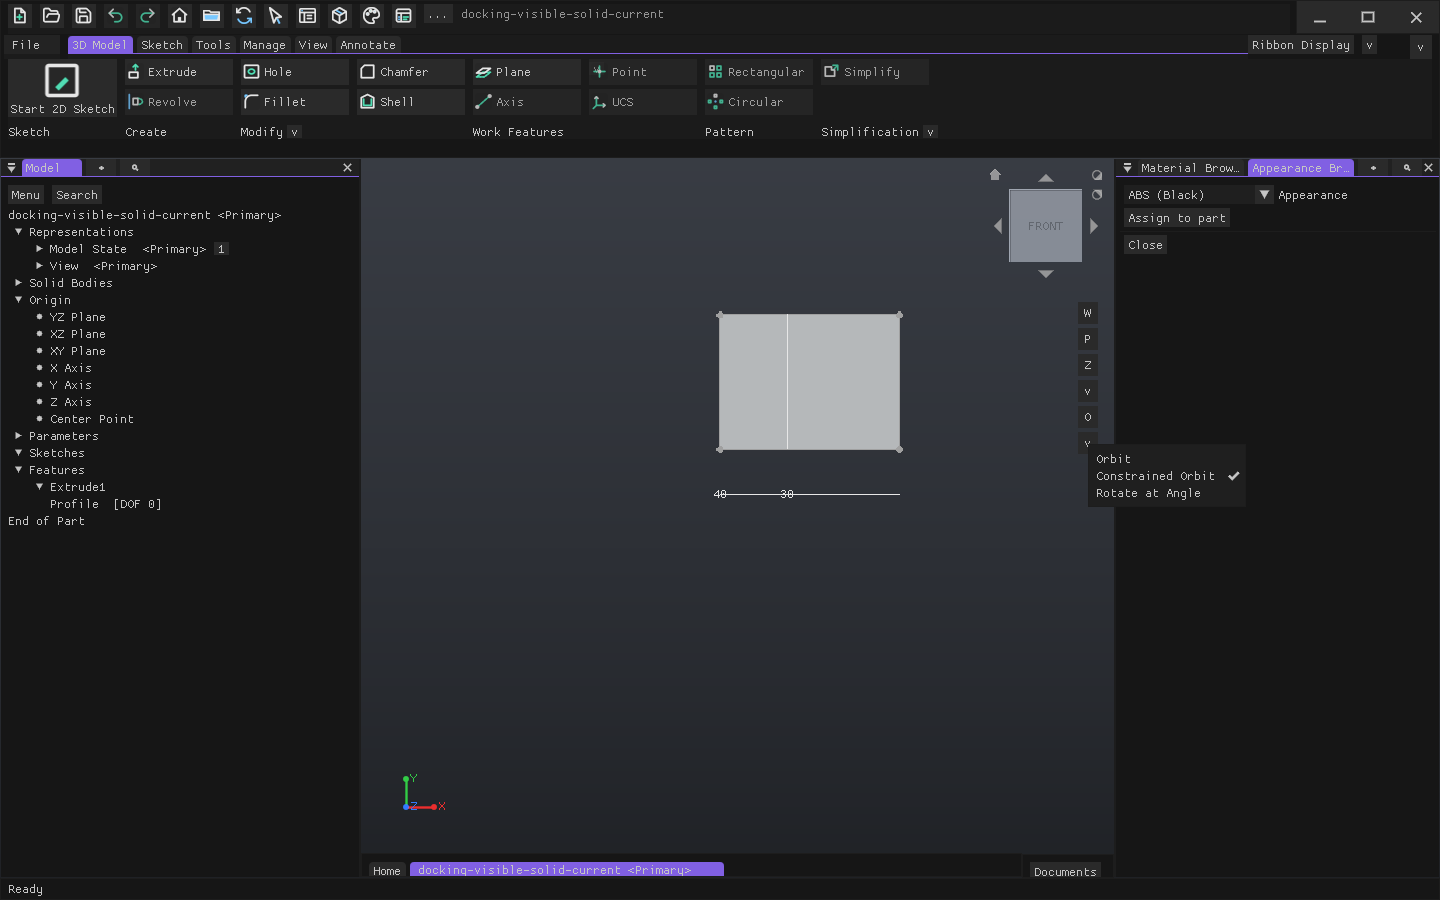 ... docking-visible-solid-current
File 3D Model Sketch Tools Manage View Annotate Ribbon Display v v
Extrude Hole Chamfer Plane Point Rectangular Simplify
Start 2D Sketch Revolve Fillet Shell Axis UCS Circular
Sketch Create Modify v Work Features Pattern Simplification v
Model
Menu Search
docking-visible-solid-current <Primary>
Representations
Model State <Primary> 1
View <Primary>
Solid Bodies
Origin
YZ Plane
XZ Plane
XY Plane
X Axis
Y Axis
Z Axis
Center Point
Parameters
Sketches
Features
Extrude1
Profile [DOF 0]
End of Part
FRONT
W
P
Z
v
O
v
40 30
Y
Z X
Orbit
Constrained Orbit
Rotate at Angle
Material Brow… Appearance Br…
ABS (Black) Appearance
Assign to part
Close
Home docking-visible-solid-current <Primary> Documents
Ready